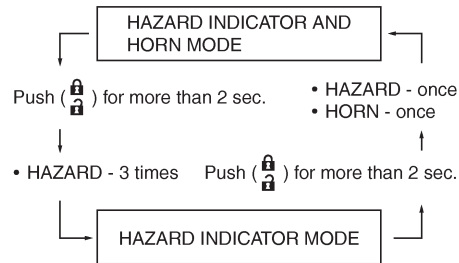 HAZARD INDICATOR AND
HORN MODE
Push ( ) for more than 2 sec.
• HAZARD - once
• HORN - once
• HAZARD - 3 times
Push ( ) for more than 2 sec.
HAZARD INDICATOR MODE